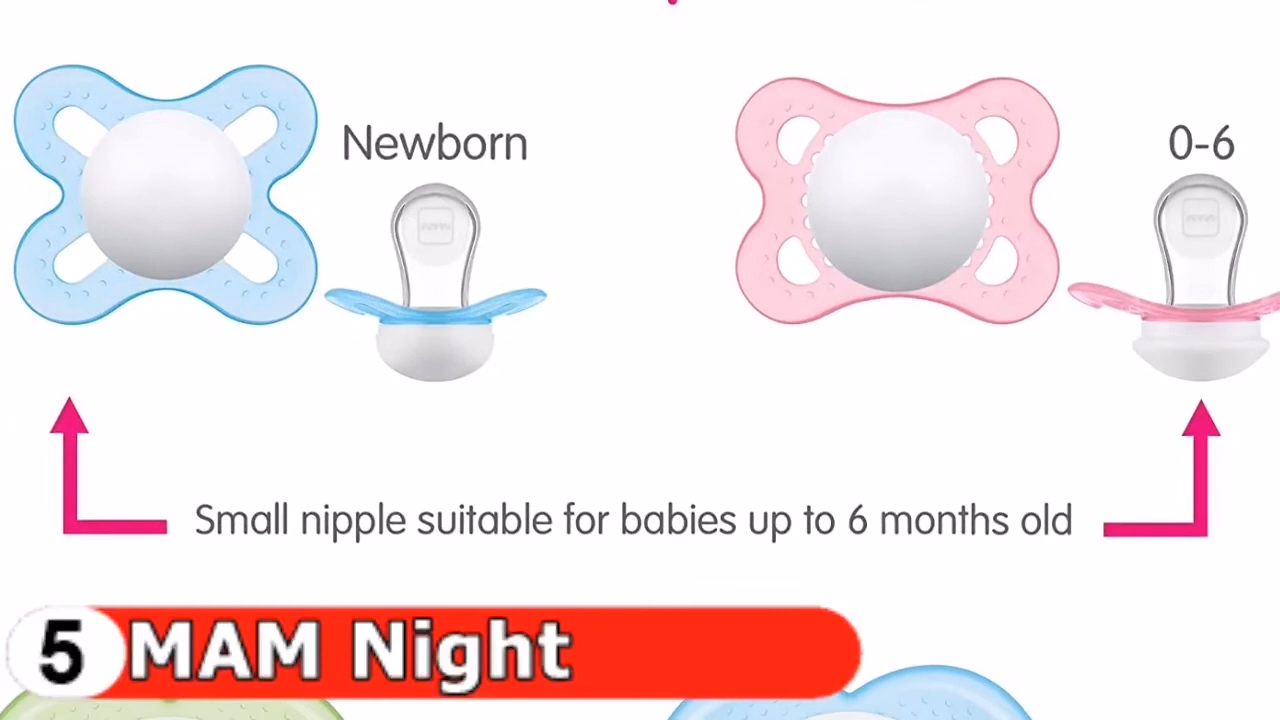 Newborn
0-6
Small nipple suitable for babies up to 6 months old
5 MAM Night